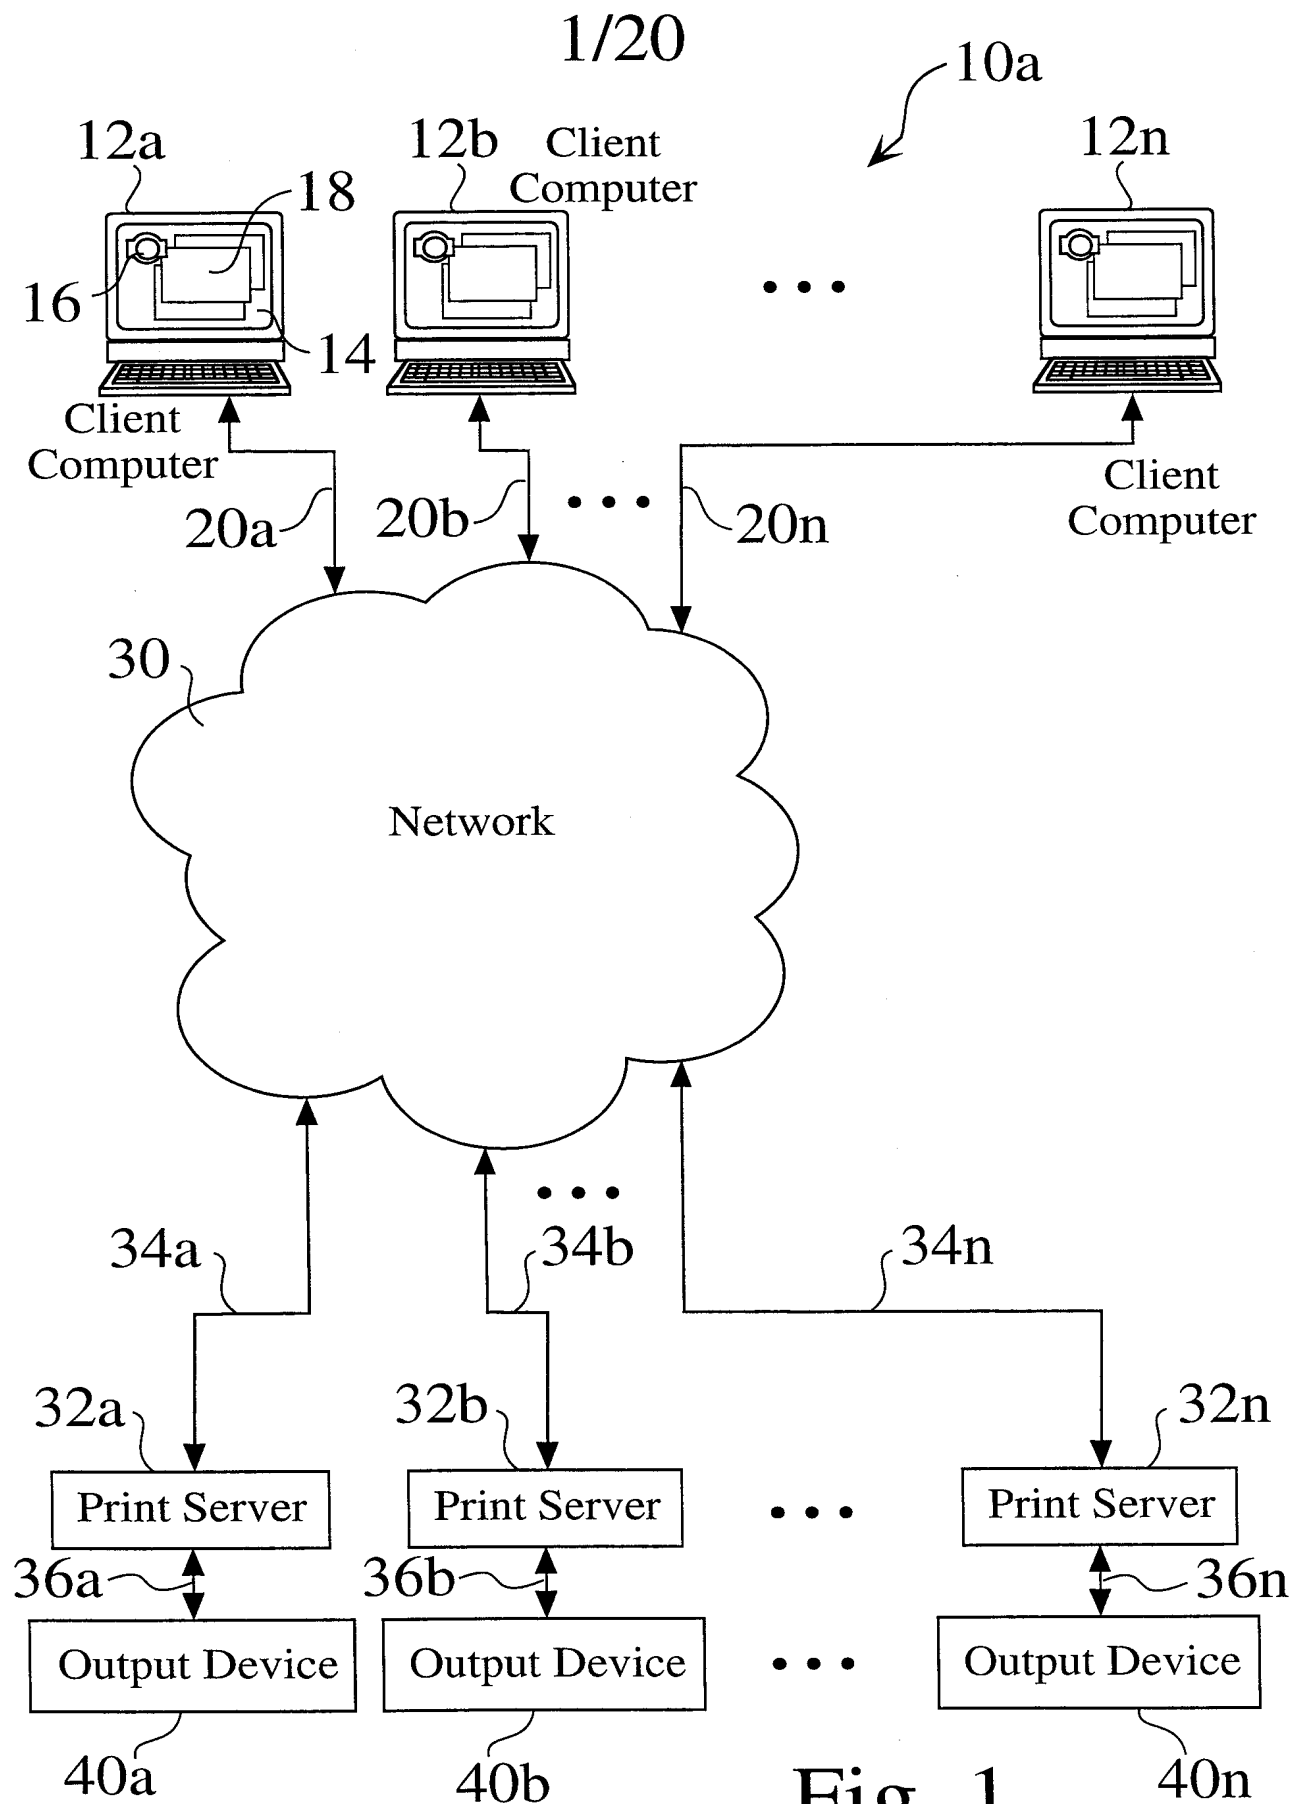 1/20
10a
12a
12b
Client
Computer
12n
18
16
14
Client
Computer
Client
Computer
20a
20b
20n
30
Network
34a
34b
34n
32a
32b
32n
Print Server
Print Server
Print Server
36a
36b
36n
Output Device
Output Device
Output Device
40a
40b
40n
Fig. 1